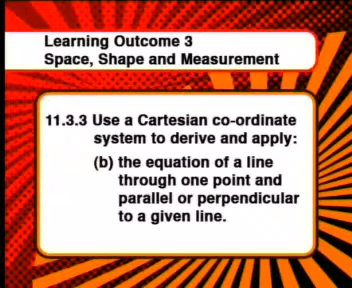 Learning Outcome 3
Space, Shape and Measurement
11.3.3 Use a Cartesian co-ordinate
system to derive and apply:
(b) the equation of a line
through one point and
parallel or perpendicular
to a given line.